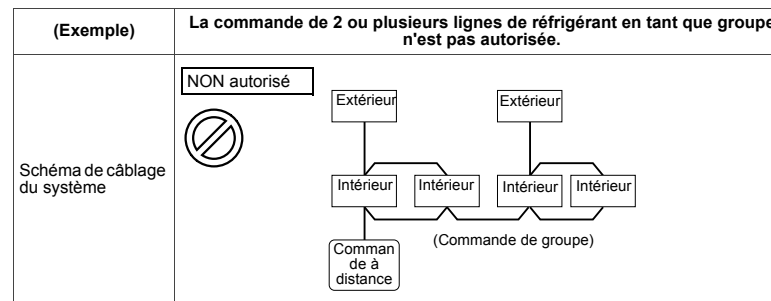 (Exemple)
La commande de 2 ou plusieurs lignes de réfrigérant en tant que groupe
n'est pas autorisée.
Schéma de câblage
du système
NON autorisé
Extérieur
Extérieur
Intérieur
Intérieur
Intérieur
Intérieur
(Commande de groupe)
Comman
de à
distance